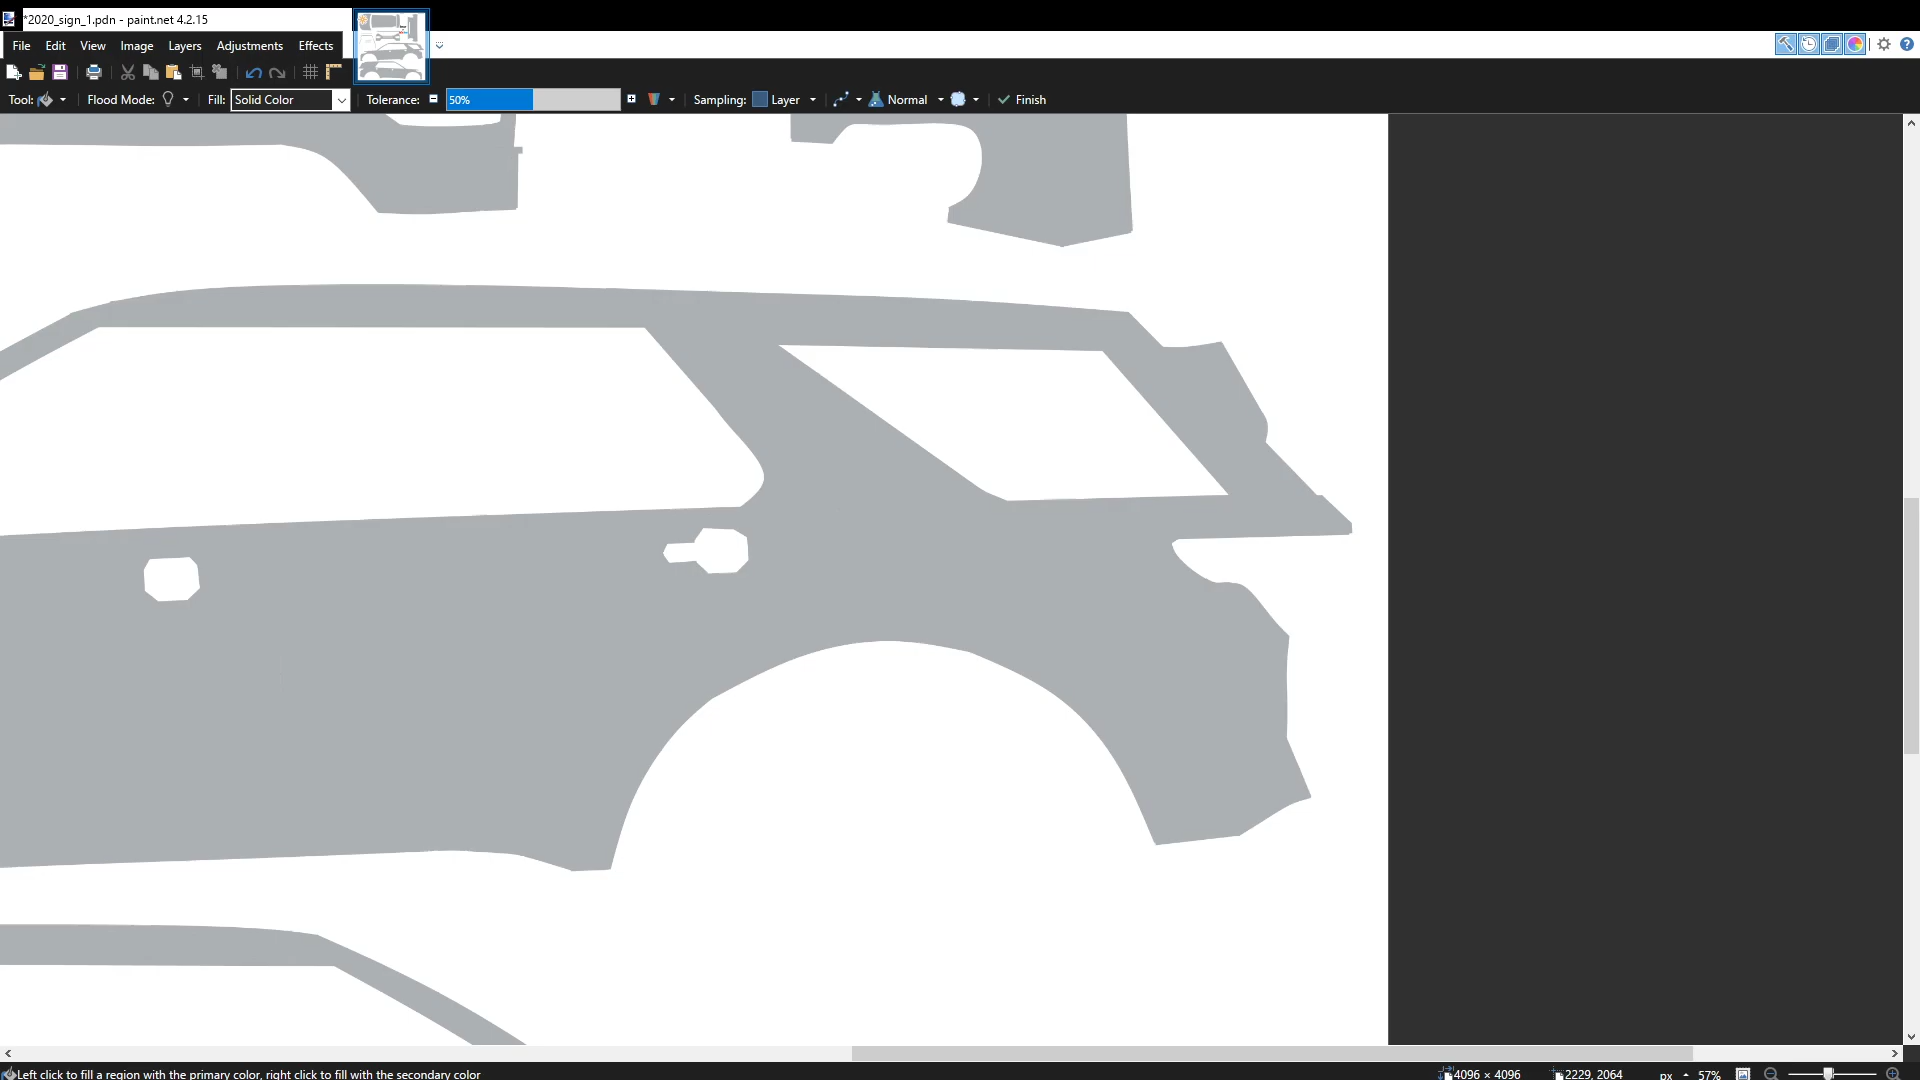 *2020_sign_1.pdn - paint.net 4.2.15
File Edit View Image Layers Adjustments Effects
Tool: Flood Mode: Fill: Solid Color Tolerance: 50% Sampling: Layer Normal Finish
Left click to fill a region with the primary color, right click to fill with the secondary color 4096 × 4096 2229, 2064 px 57%